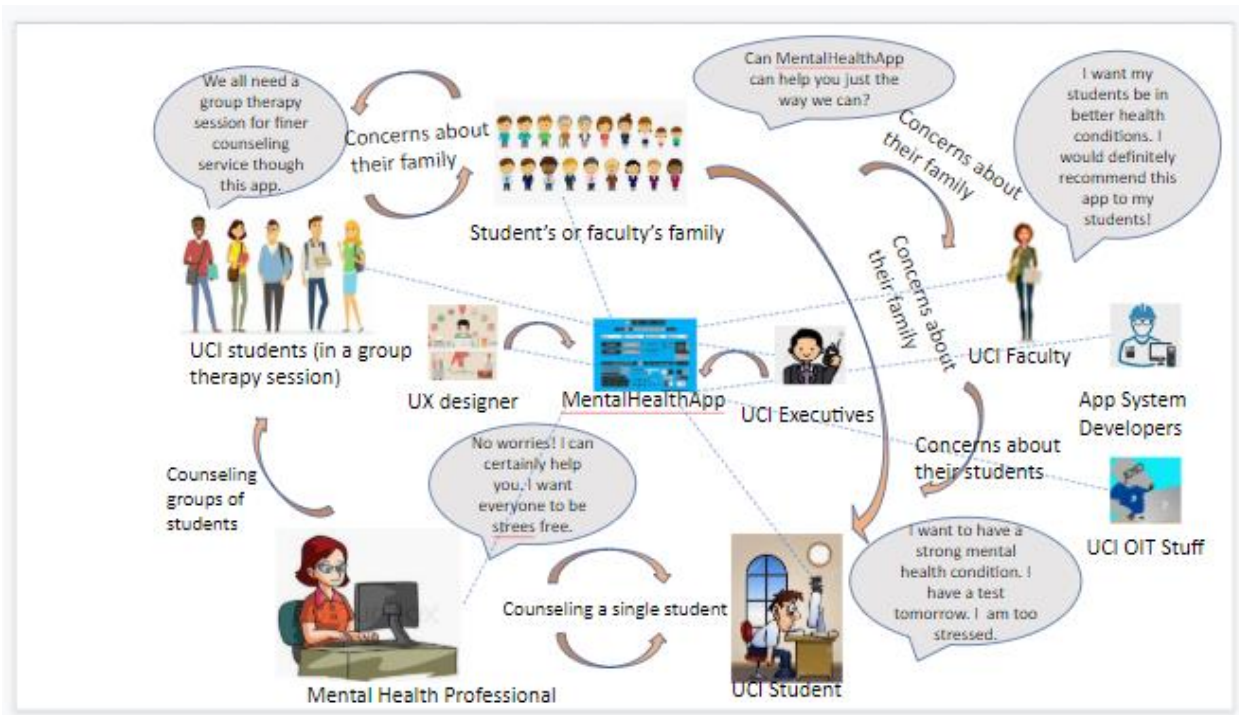 We all need a
group therapy
session for finer
counseling
service though
this app.
Concerns about
their family
Can MentalHealthApp
can help you just the
way we can?
Concerns about
their family
I want my
students be in
better health
conditions. I
would definitely
recommend this
app to my
students!
Student's or faculty's family
Concerns about
their family
UCI students (in a group
therapy session)
UX designer
MentalHealthApp
UCI Executives
UCI Faculty
App System
Developers
No worries! I can
certainly help
you, I want
everyone to be
strees free.
Concerns about
their students
Counseling
groups of
students
UCI OIT Stuff
I want to have a
strong mental
health condition. I
have a test
tomorrow. I am too
stressed.
Counseling a single student
Mental Health Professional
UCI Student